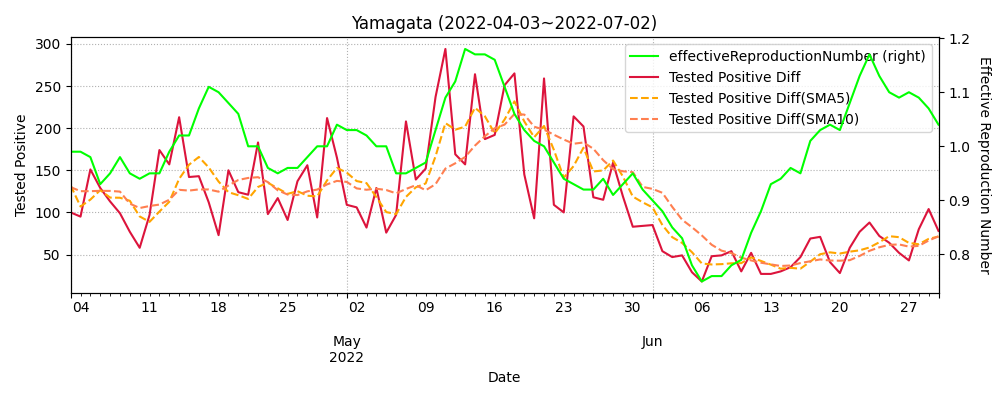 Yamagata (2022-04-03~2022-07-02)
effectiveReproductionNumber (right)
Tested Positive Diff
Tested Positive Diff(SMA5)
Tested Positive Diff(SMA10)
Tested Positive
300
250
200
150
100
50
1.2
1.1
1.0
0.9
0.8
Effective Reproduction Number
04 11 18 25 02 09 16 23 30 06 13 20 27
May Jun
2022
Date